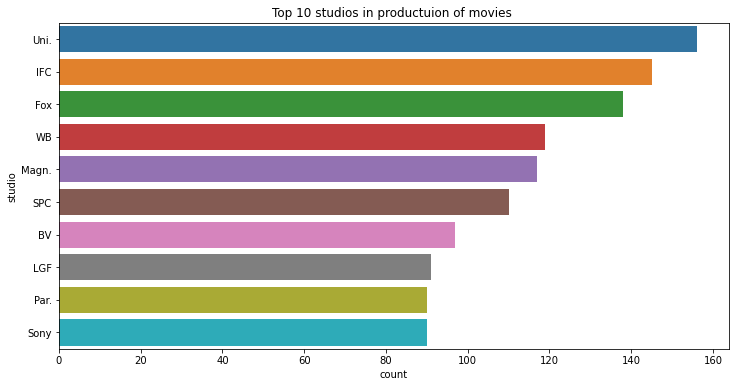 Top 10 studios in productuion of movies
studio
Uni.
IFC
Fox
WB
Magn.
SPC
BV
LGF
Par.
Sony
0 20 40 60 80 100 120 140 160
count